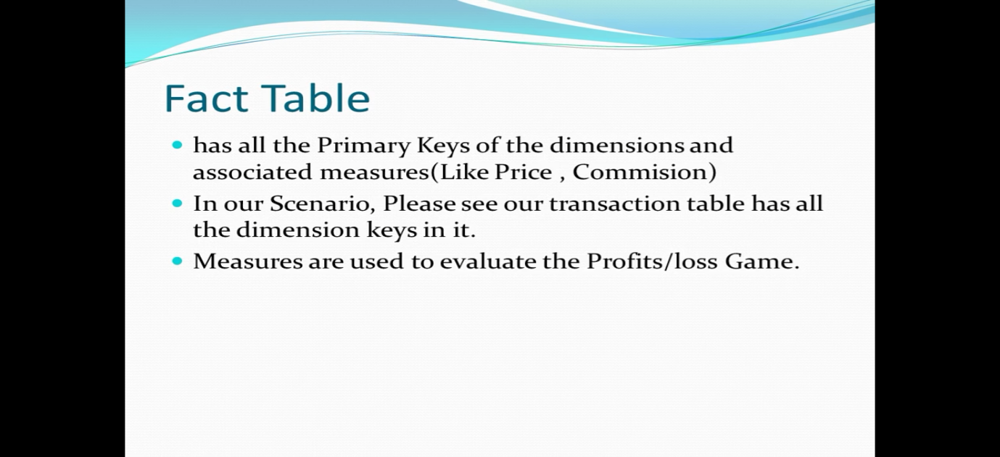 Fact Table
has all the Primary Keys of the dimensions and
associated measures(Like Price , Commision)
In our Scenario, Please see our transaction table has all
the dimension keys in it.
Measures are used to evaluate the Profits/loss Game.